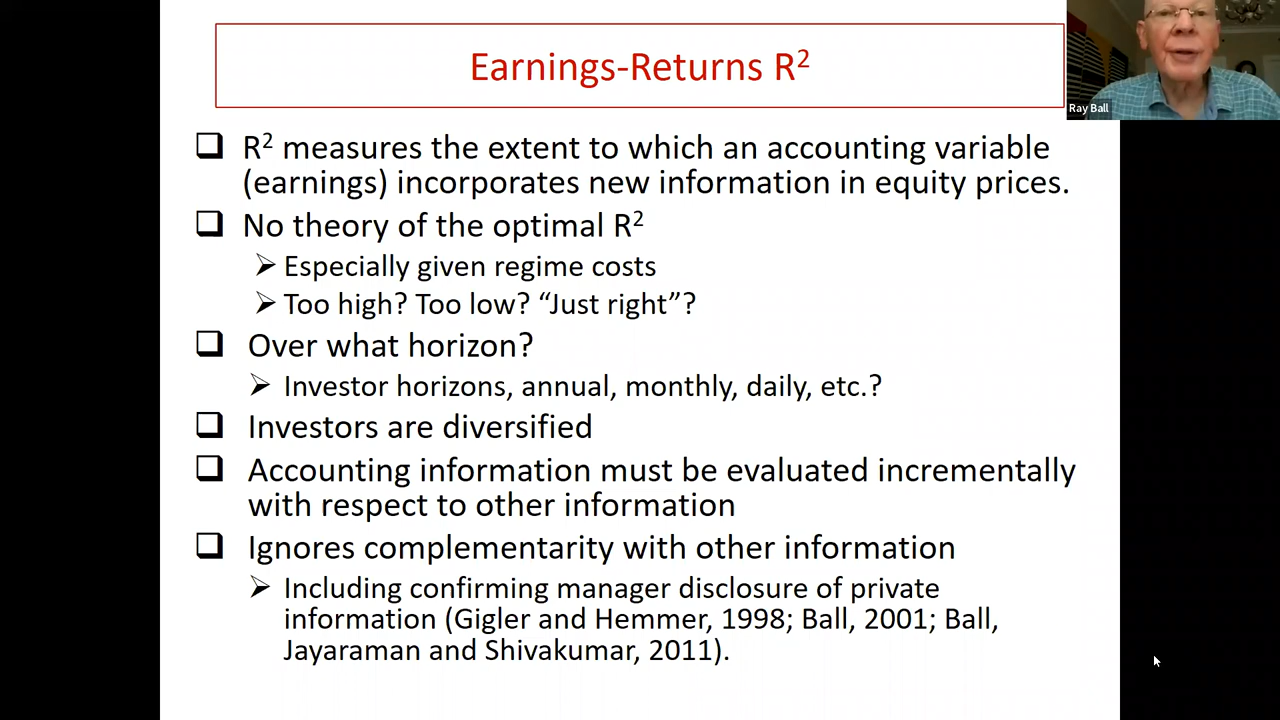 Earnings-Returns R²
Ray Ball
R² measures the extent to which an accounting variable
(earnings) incorporates new information in equity prices.
No theory of the optimal R²
Especially given regime costs
Too high? Too low? “Just right”?
Over what horizon?
Investor horizons, annual, monthly, daily, etc.?
Investors are diversified
Accounting information must be evaluated incrementally
with respect to other information
Ignores complementarity with other information
Including confirming manager disclosure of private
information (Gigler and Hemmer, 1998; Ball, 2001; Ball,
Jayaraman and Shivakumar, 2011).